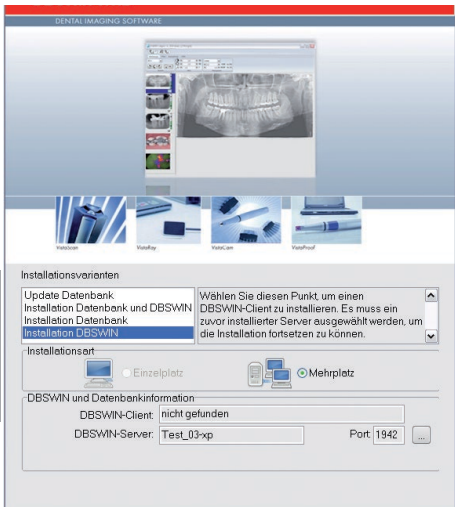 DENTAL IMAGING SOFTWARE
VistaScan
VistaRay
VistaCam
VistaProof
Installationsvarianten
Update Datenbank
Installation Datenbank und DBSWIN
Installation Datenbank
Installation DBSWIN
Wählen Sie diesen Punkt, um einen
DBSWIN-Client zu installieren. Es muss ein
zuvor installierter Server ausgewählt werden, um
die Installation fortsetzen zu können.
Installationsart
Einzelplatz
Mehrplatz
DBSWIN und Datenbankinformation
DBSWIN-Client: nicht gefunden
DBSWIN-Server: Test_03-xp Port: 1942 ...